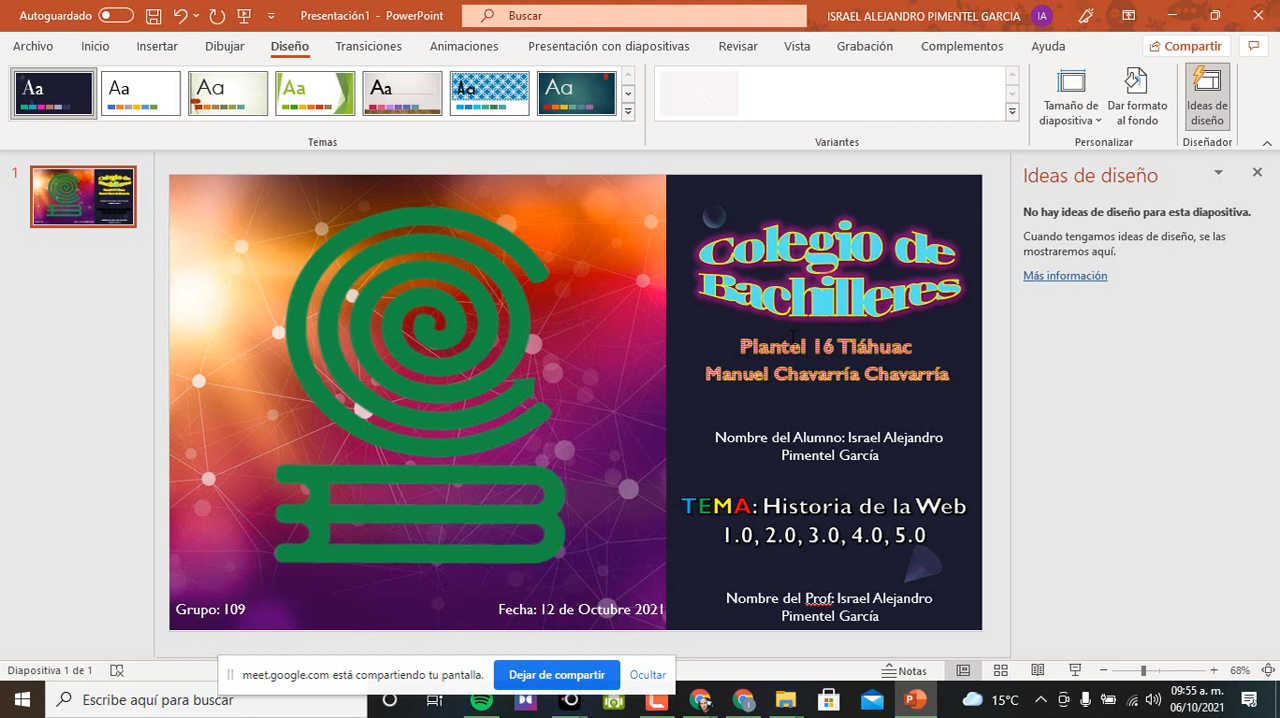 Autoguardado
Presentación1 - PowerPoint
Buscar
ISRAEL ALEJANDRO PIMENTEL GARCIA
IA
Archivo Inicio Insertar Dibujar Diseño Transiciones Animaciones Presentación con diapositivas Revisar Vista Grabación Complementos Ayuda
Compartir
Aa Aa Aa Aa Aa Aa Aa
Tamaño de
diapositiva
Dar formato
al fondo
Ideas de
diseño
Temas
Variantes
Personalizar
Diseñador
1
Colegio de
Bachilleres
Plantel 16 Tláhuac
Manuel Chavarría Chavarría
Nombre del Alumno: Israel Alejandro
Pimentel García
TEMA: Historia de la Web
1.0, 2.0, 3.0, 4.0, 5.0
Nombre del Prof: Israel Alejandro
Pimentel García
Grupo: 109
Fecha: 12 de Octubre 2021
Ideas de diseño
No hay ideas de diseño para esta diapositiva.
Cuando tengamos ideas de diseño, se las
mostraremos aquí.
Más información
Diapositiva 1 de 1
meet.google.com está compartiendo tu pantalla.
Dejar de compartir
Ocultar
Notas
68%
Escribe aquí para buscar
15°C
09:55 a. m.
06/10/2021